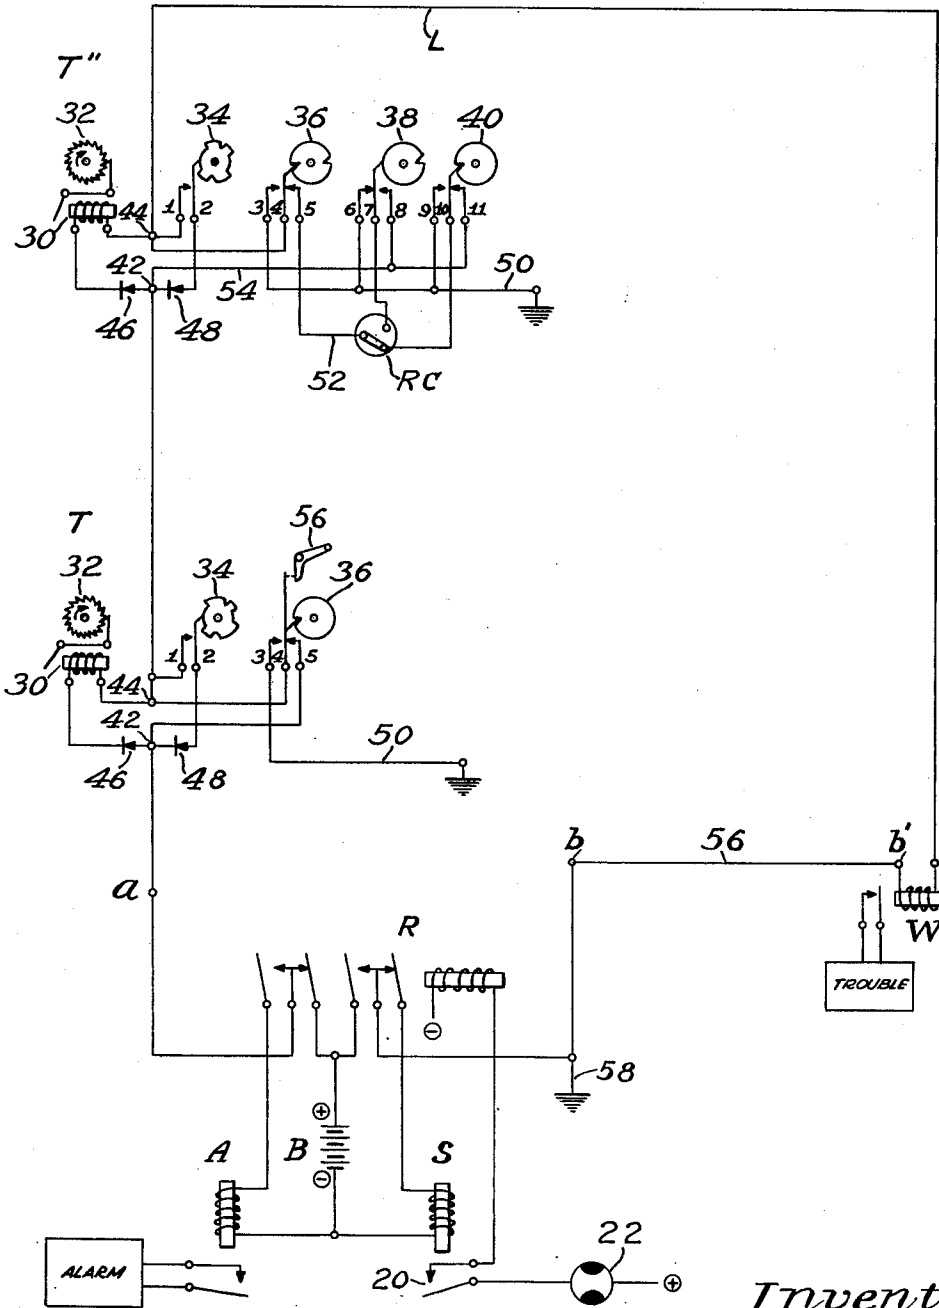 L
T"
32 34 36 38 40
1 2 3 4 5 6 7 8 9 10 11
44
30
42
54 50
46 48
52 RC
T
56
32 34 36
1 2 3 4 5
30 44
42
50
46 48
b 56 b'
a
R W
TROUBLE
⊖
58
⊕
A B S
⊖
22
ALARM 20 ⊕
Invent